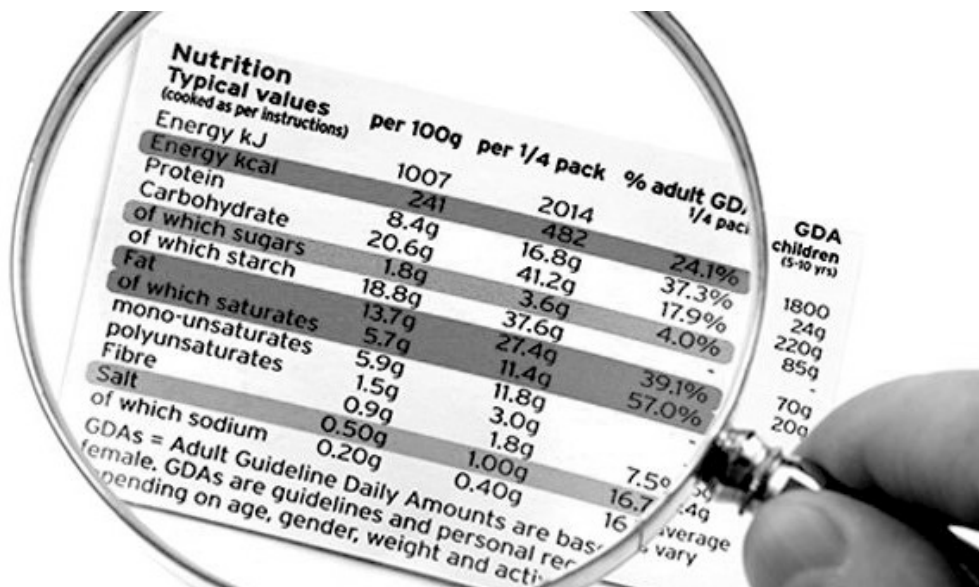 Nutrition
Typical values
(cooked as per instructions) per 100g per 1/4 pack % adult GDA 1/4 pack GDA children (5-10 yrs)
Energy kJ 1007 2014
Energy kcal 241 482 24.1% 1800
Protein 8.4g 16.8g 37.3% 24g
Carbohydrate 20.6g 41.2g 17.9% 220g
of which sugars 1.8g 3.6g 4.0% 85g
of which starch 18.8g 37.6g - -
Fat 13.7g 27.4g 39.1% 70g
of which saturates 5.7g 11.4g 57.0% 20g
mono-unsaturates 5.9g 11.8g -
polyunsaturates 1.5g 3.0g -
Fibre 0.9g 1.8g 7.5
Salt 0.50g 1.00g 16.7
of which sodium 0.20g 0.40g 16
GDAs = Adult Guideline Daily Amounts are bas average
female. GDAs are guidelines and personal vary
pending on age, gender, weight and